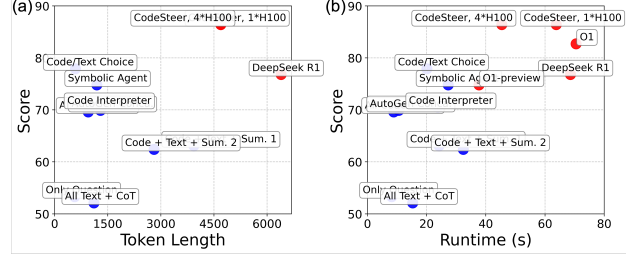 (a)
90
80
70
60
50
Score
CodeSteer, 4*H100
1*H100
DeepSeek R1
Code/Text Choice
Symbolic Agent
Code Interpreter
Sum. 1
Code + Text + Sum. 2
Only Question
All Text + CoT
0 1500 3000 4500 6000
Token Length
(b)
90
80
70
60
50
Score
CodeSteer, 4*H100
CodeSteer, 1*H100
O1
DeepSeek R1
Code/Text Choice
Symbolic
O1-preview
Code Interpreter
Code + Text + Sum. 2
Only Question
All Text + CoT
0 20 40 60 80
Runtime (s)